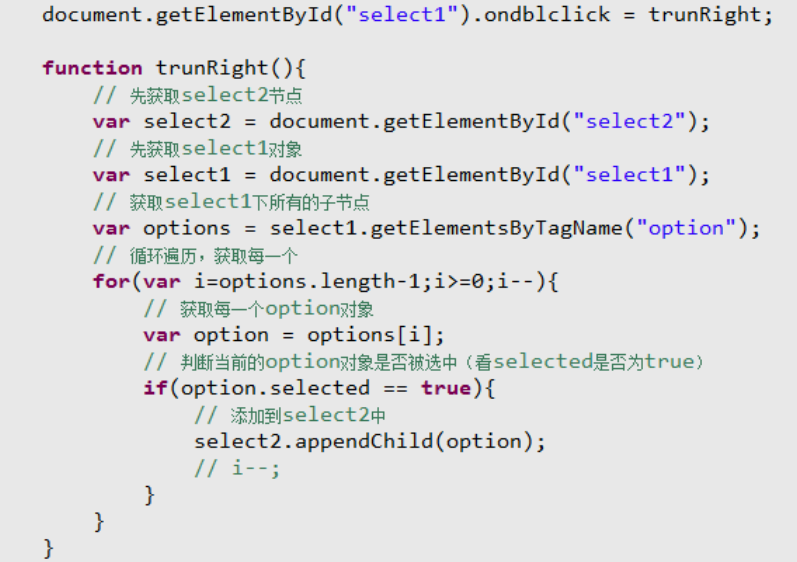 document.getElementById("select1").ondblclick = trunRight;
function trunRight(){
// 先获取select2节点
var select2 = document.getElementById("select2");
// 先获取select1对象
var select1 = document.getElementById("select1");
// 获取select1下所有的子节点
var options = select1.getElementsByTagName("option");
// 循环遍历，获取每一个
for(var i=options.length-1;i>=0;i--){
// 获取每一个option对象
var option = options[i];
// 判断当前的option对象是否被选中（看selected是否为true）
if(option.selected == true){
// 添加到select2中
select2.appendChild(option);
// i--;
}
}
}